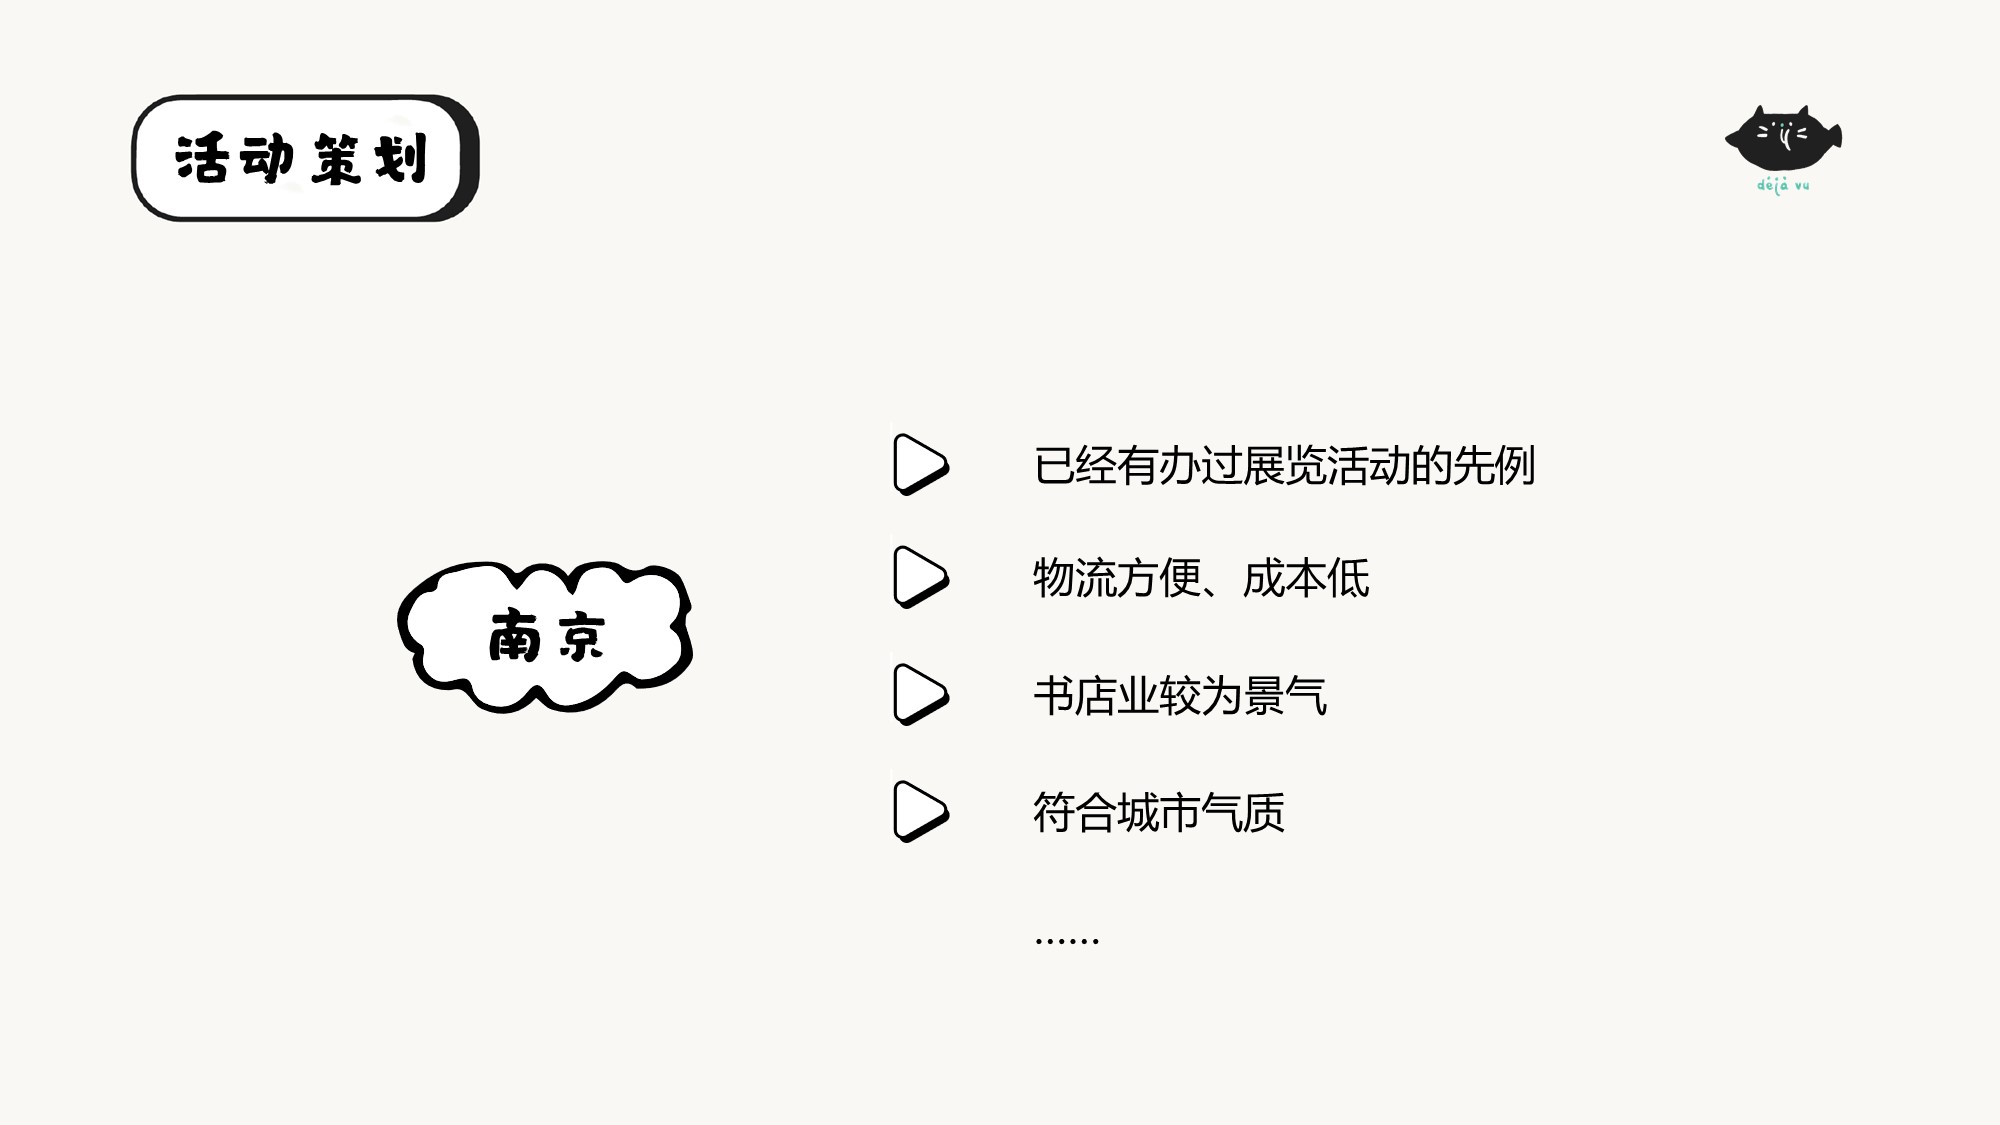 活动策划
déjà vu
南京
已经有办过展览活动的先例
物流方便、成本低
书店业较为景气
符合城市气质
……